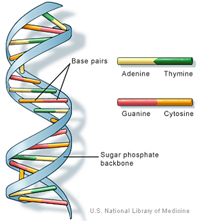 Base pairs
Adenine Thymine
Guanine Cytosine
Sugar phosphate
backbone
U.S. National Library of Medicine